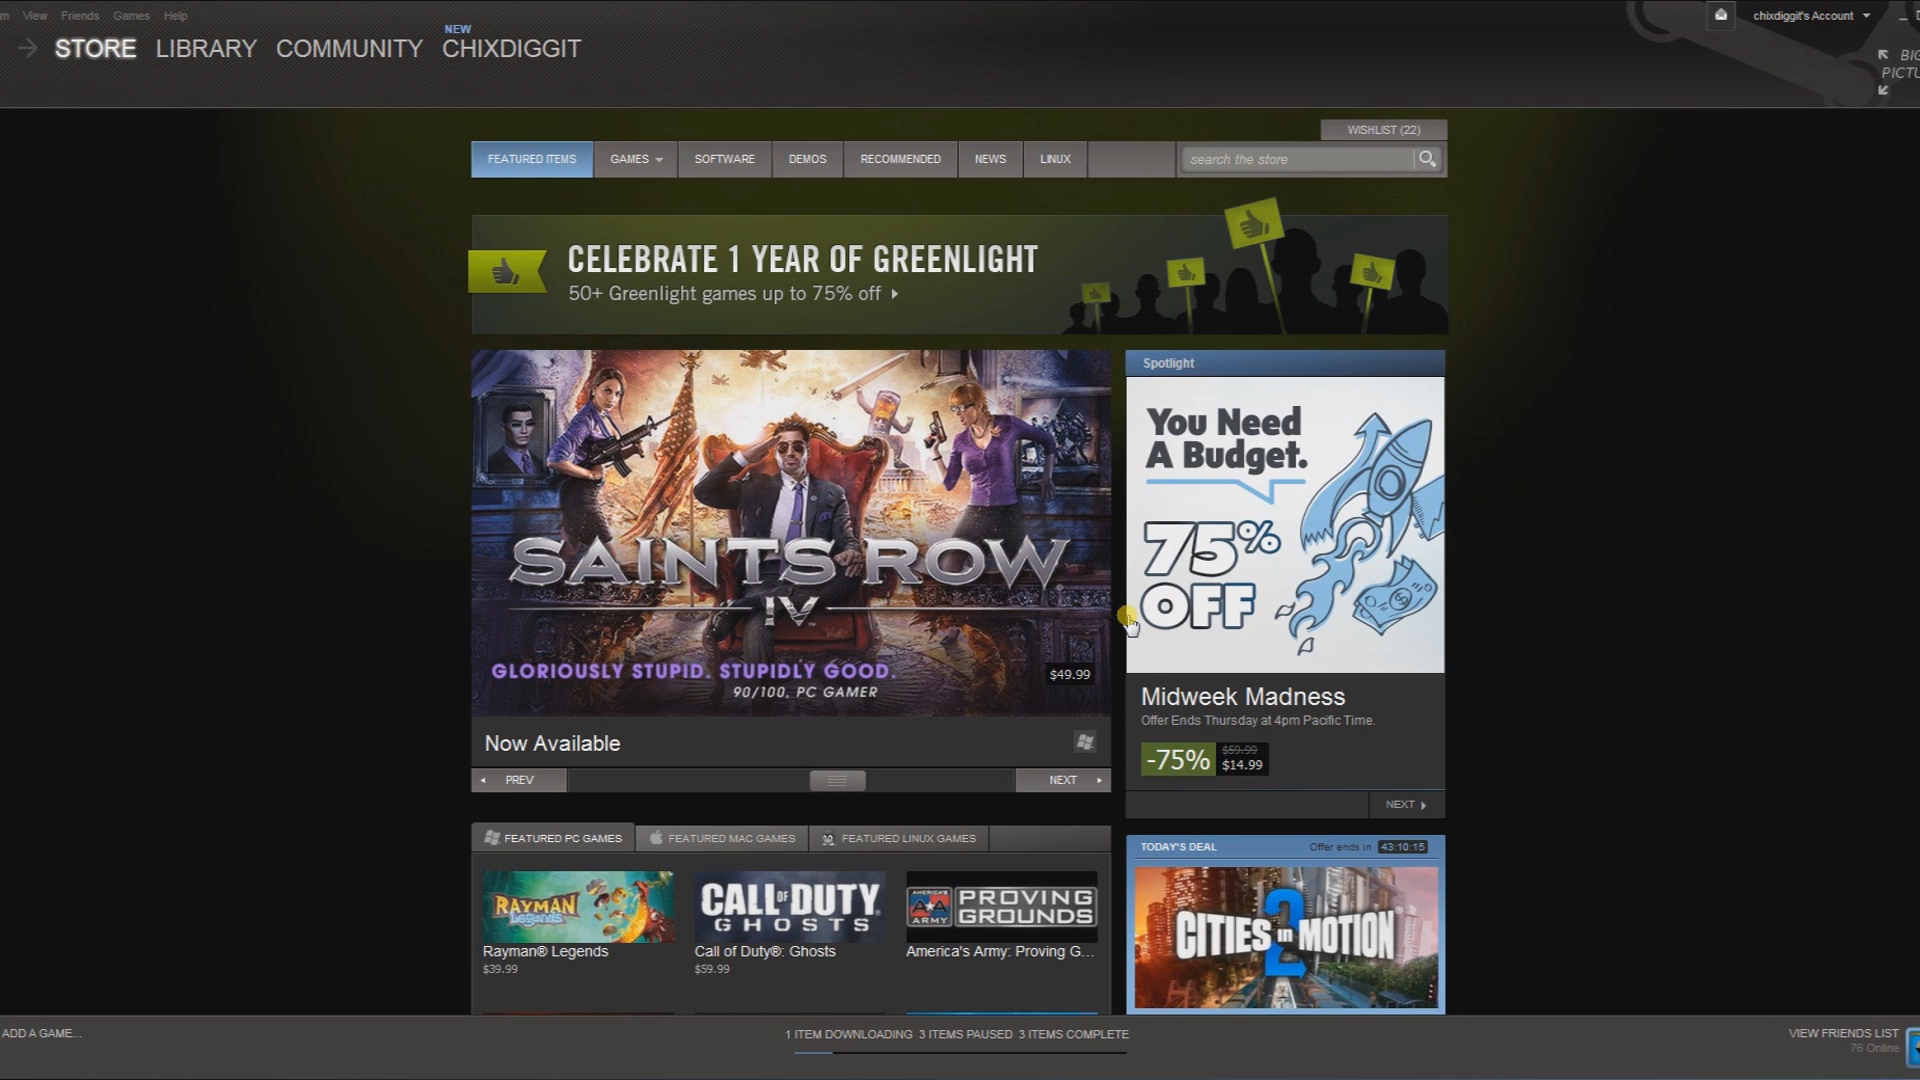 View Friends Games Help
chixdiggit's Account
STORE LIBRARY COMMUNITY CHIXDIGGIT
NEW
WISHLIST (22)
FEATURED ITEMS GAMES SOFTWARE DEMOS RECOMMENDED NEWS LINUX
search the store
CELEBRATE 1 YEAR OF GREENLIGHT
50+ Greenlight games up to 75% off
SAINTS ROW
IV
GLORIOUSLY STUPID. STUPIDLY GOOD.
90/100, PC GAMER
$49.99
Now Available
PREV
NEXT
Spotlight
You Need
A Budget.
75%
OFF
Midweek Madness
Offer Ends Thursday at 4pm Pacific Time.
-75%
$59.99
$14.99
NEXT
FEATURED PC GAMES FEATURED MAC GAMES FEATURED LINUX GAMES
RAYMAN
Legends
Rayman® Legends
$39.99
CALL OF DUTY
GHOSTS
Call of Duty®: Ghosts
$59.99
AMERICA'S
ARMY
PROVING
GROUNDS
America's Army: Proving G...
TODAY'S DEAL
Offer ends in 43:10:15
CITIES in MOTION
2
ADD A GAME...
1 ITEM DOWNLOADING 3 ITEMS PAUSED 3 ITEMS COMPLETE
VIEW FRIENDS LIST
76 Online